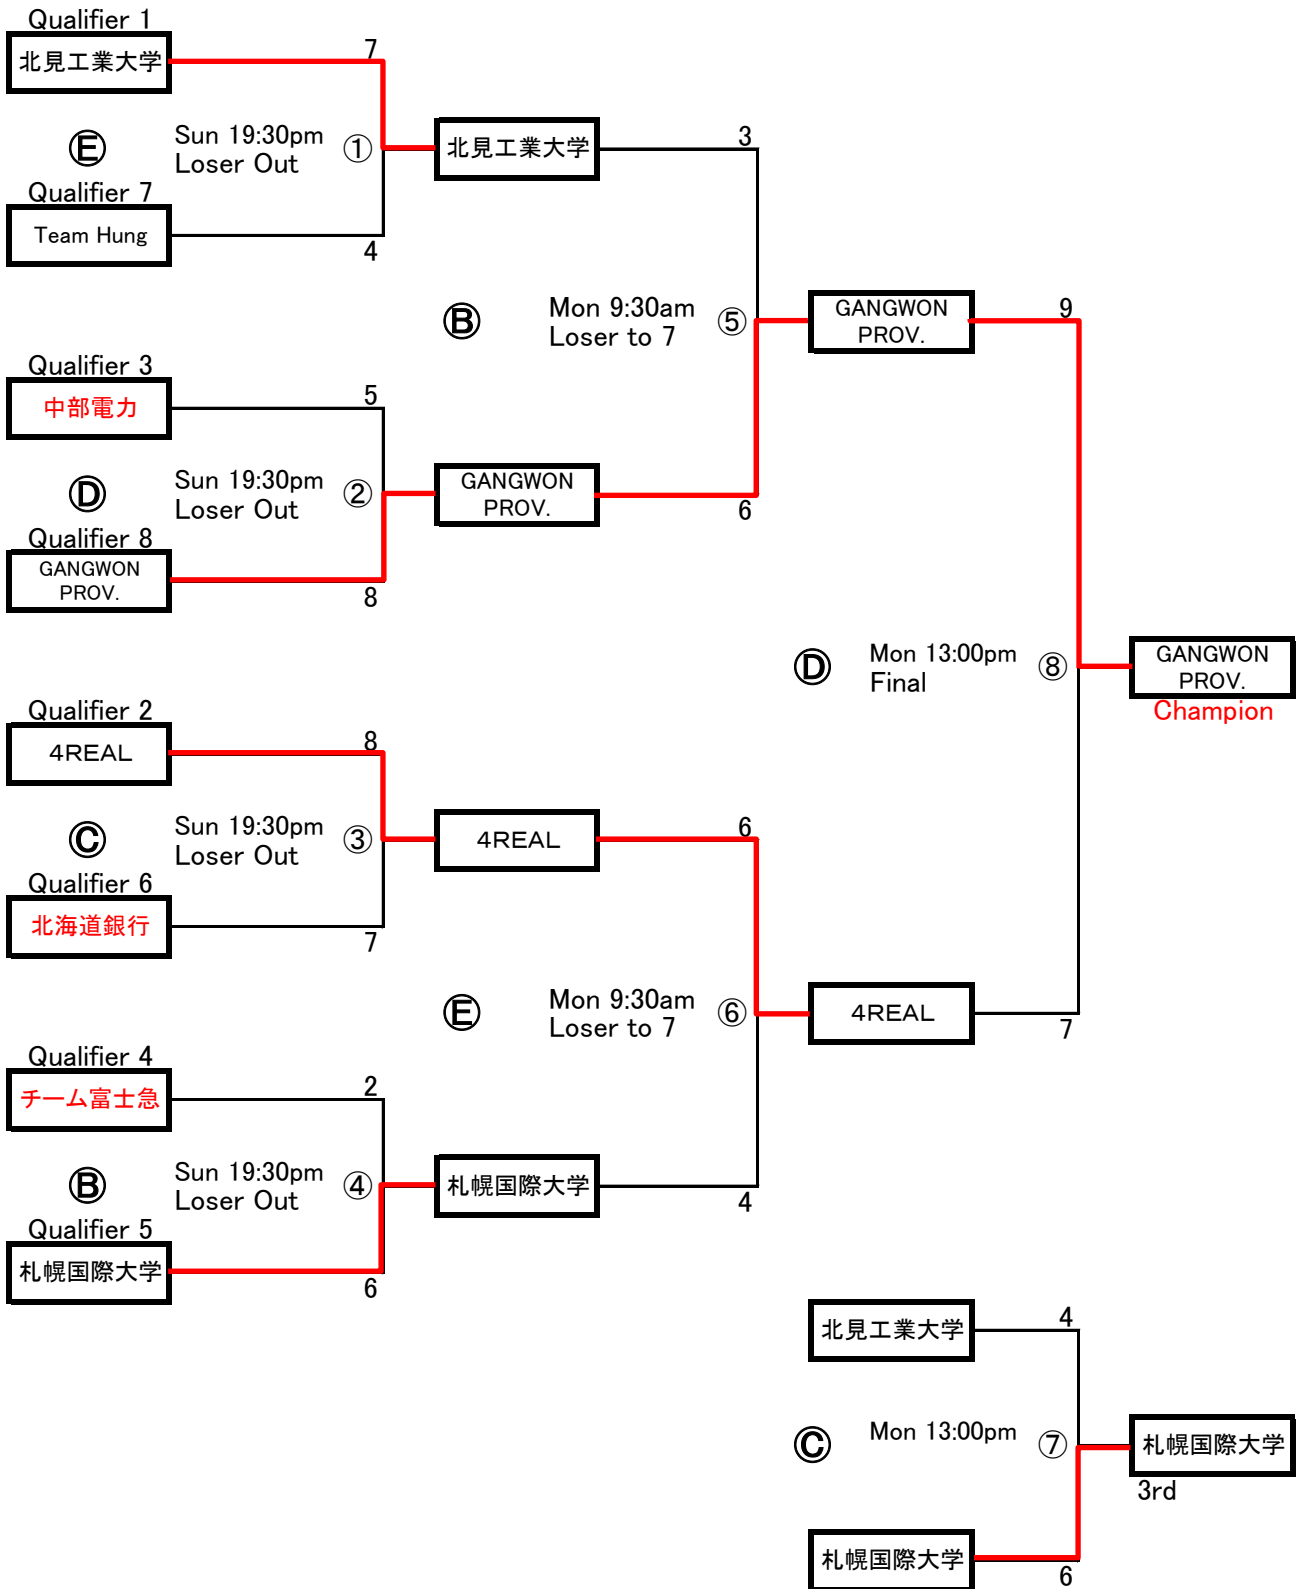 Qualifier 1
北見工業大学
7
Ⓔ
Sun 19:30pm
Loser Out
①
北見工業大学
3
Qualifier 7
Team Hung
4
Ⓑ
Mon 9:30am
Loser to 7
⑤
GANGWON
PROV.
9
Qualifier 3
中部電力
5
Ⓓ
Sun 19:30pm
Loser Out
②
GANGWON
PROV.
6
Qualifier 8
GANGWON
PROV.
8
Ⓓ
Mon 13:00pm
Final
⑧
GANGWON
PROV.
Champion
Qualifier 2
4REAL
8
Ⓒ
Sun 19:30pm
Loser Out
③
4REAL
6
Qualifier 6
北海道銀行
7
Ⓔ
Mon 9:30am
Loser to 7
⑥
4REAL
7
Qualifier 4
チーム富士急
2
Ⓑ
Sun 19:30pm
Loser Out
④
札幌国際大学
4
Qualifier 5
札幌国際大学
6
北見工業大学
4
Ⓒ
Mon 13:00pm
⑦
札幌国際大学
3rd
札幌国際大学
6